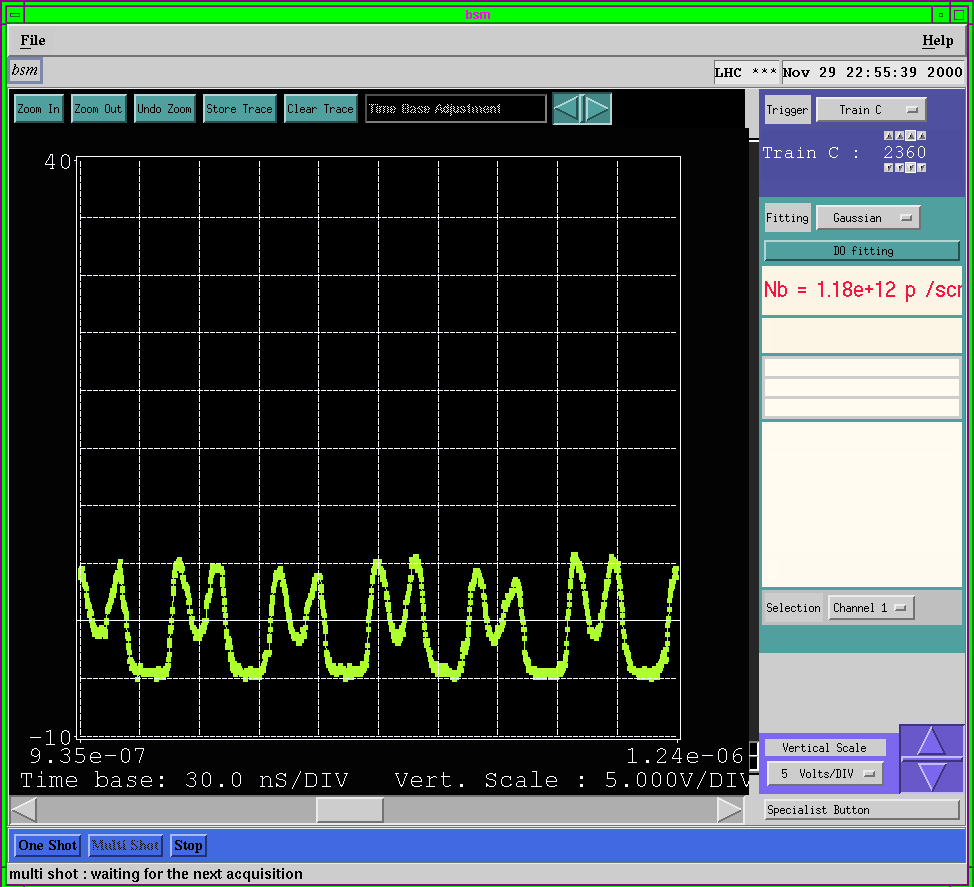 bsm
File Help
bsm LHC *** Nov 29 22:55:39 2000
Zoom In Zoom Out Undo Zoom Store Trace Clear Trace Time Base Adjustment
Trigger Train C
Train C : 2360
Fitting Gaussian
DO fitting
Nb = 1.18e+12 p /scr
40
-10
9.35e-07 1.24e-06
Time base: 30.0 nS/DIV Vert. Scale : 5.000V/DIV
Selection Channel 1
Vertical Scale
5 Volts/DIV
Specialist Button
One Shot Multi Shot Stop
multi shot : waiting for the next acquisition